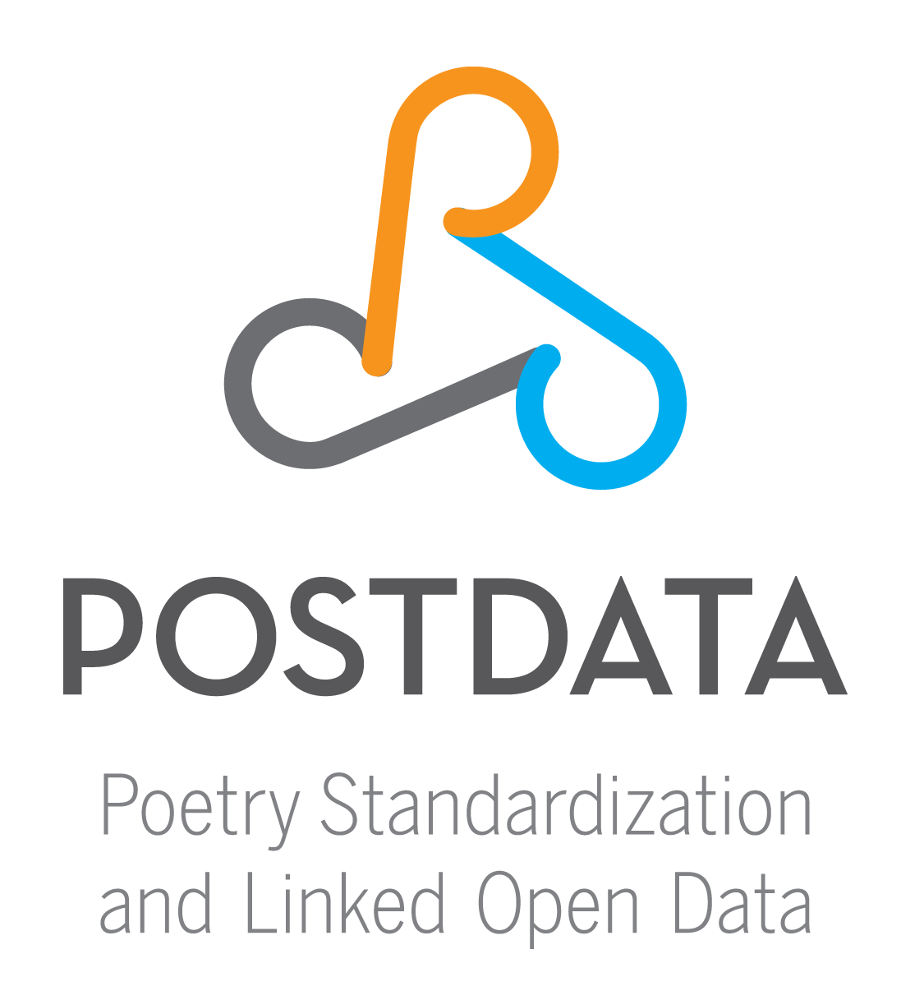 POSTDATA
Poetry Standardization
and Linked Open Data